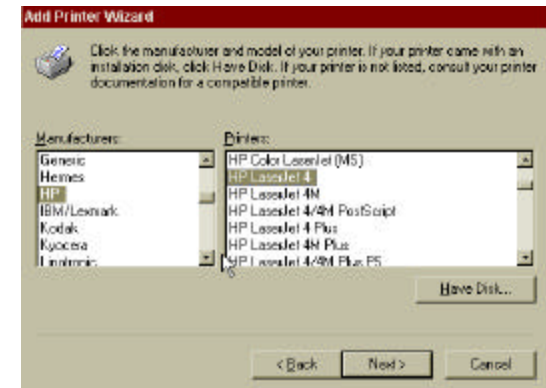 Add Printer Wizard
Click the manufacturer and model of your printer. If your printer came with an
installation disk, click Have Disk. If your printer is not listed, consult your printer
documentation for a compatible printer.
Manufacturers:
Printers:
Generic
Hermes
HP
IBM/Lexmark
Kodak
Kyocera
Linotronic
HP Color LaserJet (MS)
HP LaserJet 4
HP LaserJet 4M
HP LaserJet 4/4M PostScript
HP LaserJet 4 Plus
HP LaserJet 4M Plus
HP LaserJet 4/4M Plus PS
Have Disk...
< Back
Next >
Cancel